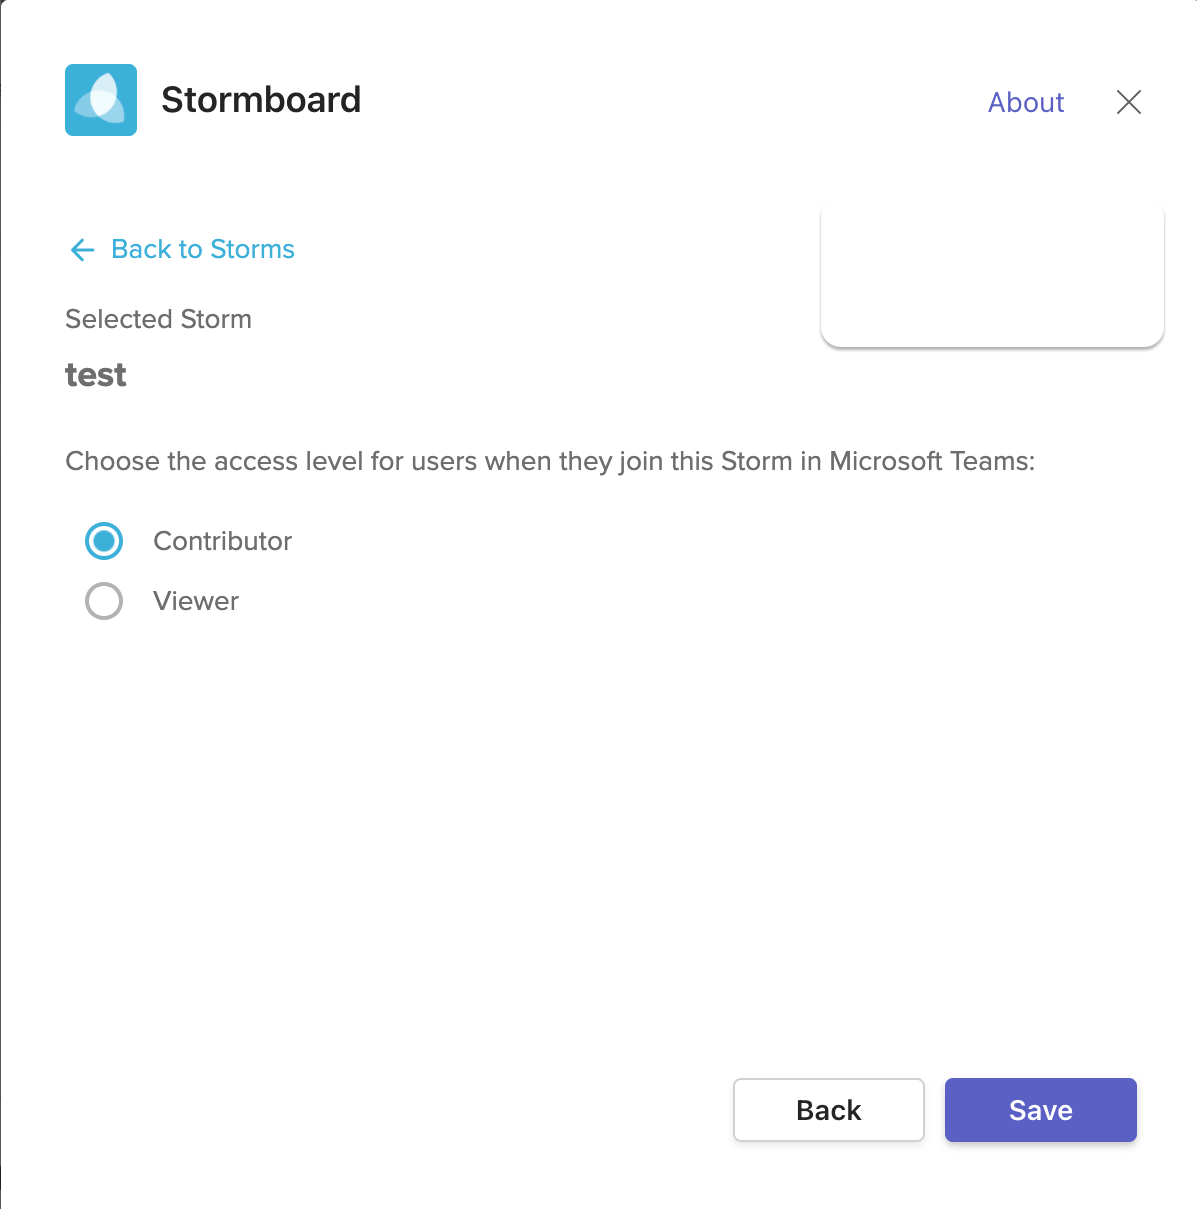 Stormboard
About
Back to Storms
Selected Storm
test
Choose the access level for users when they join this Storm in Microsoft Teams:
Contributor
Viewer
Back
Save